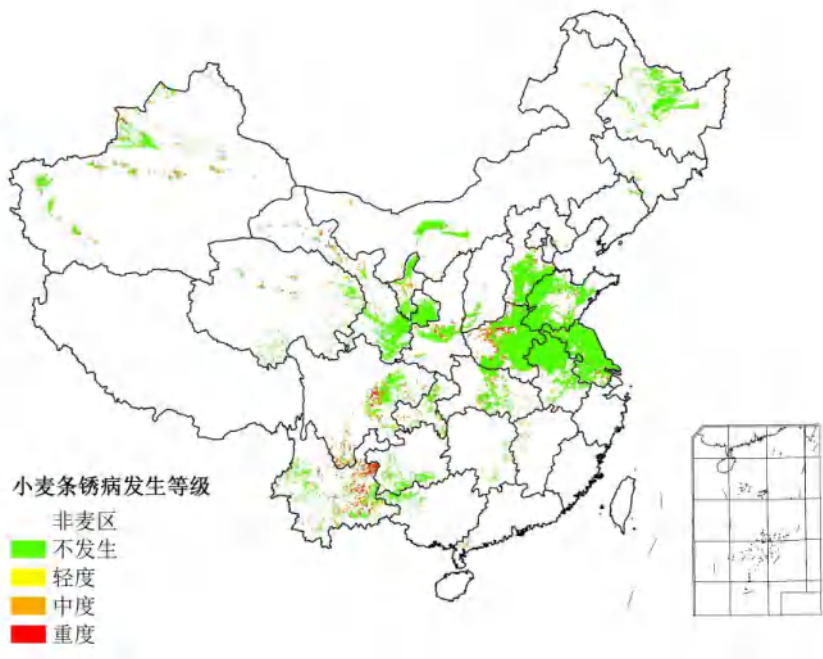 小麦条锈病发生等级
非麦区
不发生
轻度
中度
重度